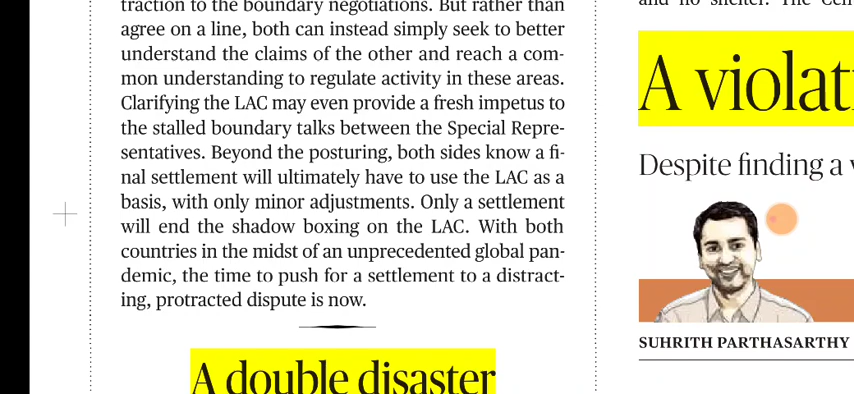 traction to the boundary negotiations. But rather than
agree on a line, both can instead simply seek to better
understand the claims of the other and reach a com-
mon understanding to regulate activity in these areas.
Clarifying the LAC may even provide a fresh impetus to
the stalled boundary talks between the Special Repre-
sentatives. Beyond the posturing, both sides know a fi-
nal settlement will ultimately have to use the LAC as a
basis, with only minor adjustments. Only a settlement
will end the shadow boxing on the LAC. With both
countries in the midst of an unprecedented global pan-
demic, the time to push for a settlement to a distract-
ing, protracted dispute is now.
A double disaster
and no shelter. The Cen
A violat
Despite finding a
SUHRITH PARTHASARTHY